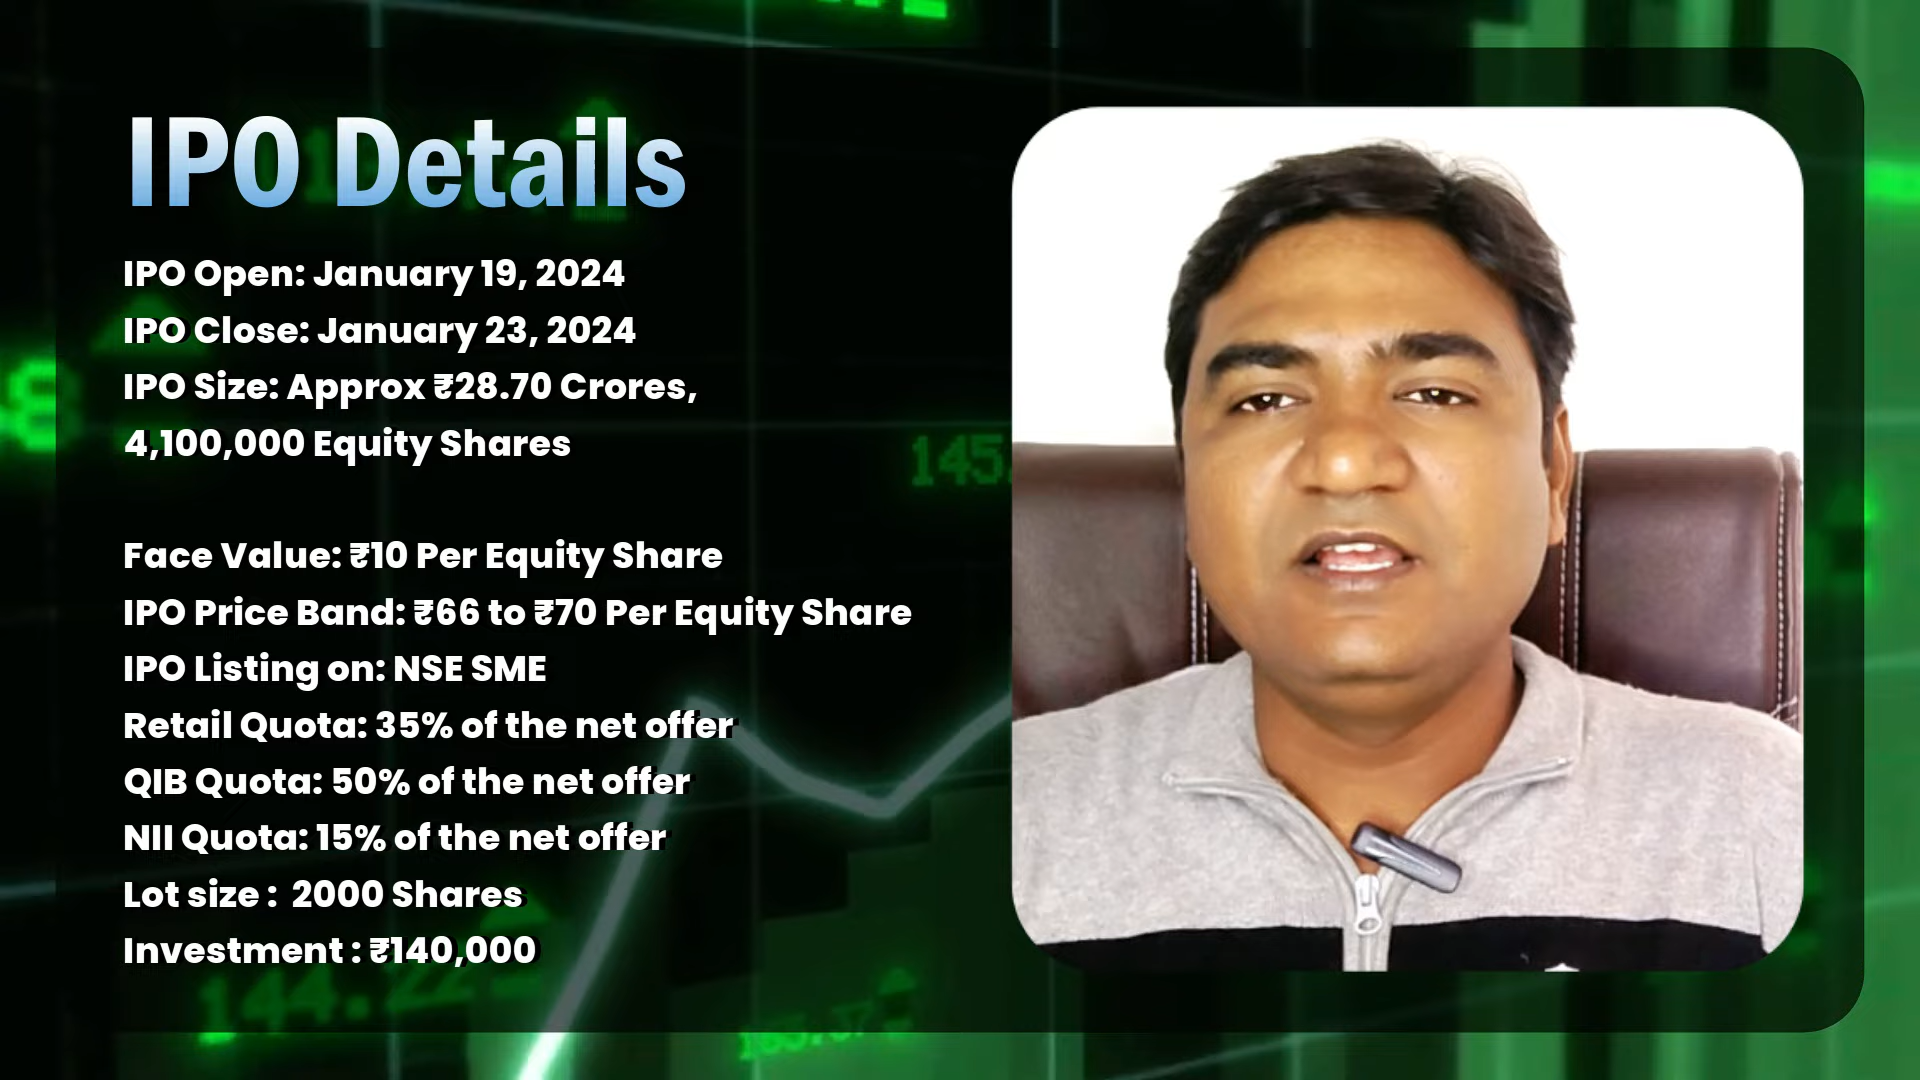 IPO Details
IPO Open: January 19, 2024
IPO Close: January 23, 2024
IPO Size: Approx ₹28.70 Crores,
4,100,000 Equity Shares
Face Value: ₹10 Per Equity Share
IPO Price Band: ₹66 to ₹70 Per Equity Share
IPO Listing on: NSE SME
Retail Quota: 35% of the net offer
QIB Quota: 50% of the net offer
NII Quota: 15% of the net offer
Lot size :  2000 Shares
Investment : ₹140,000
145.
144.22